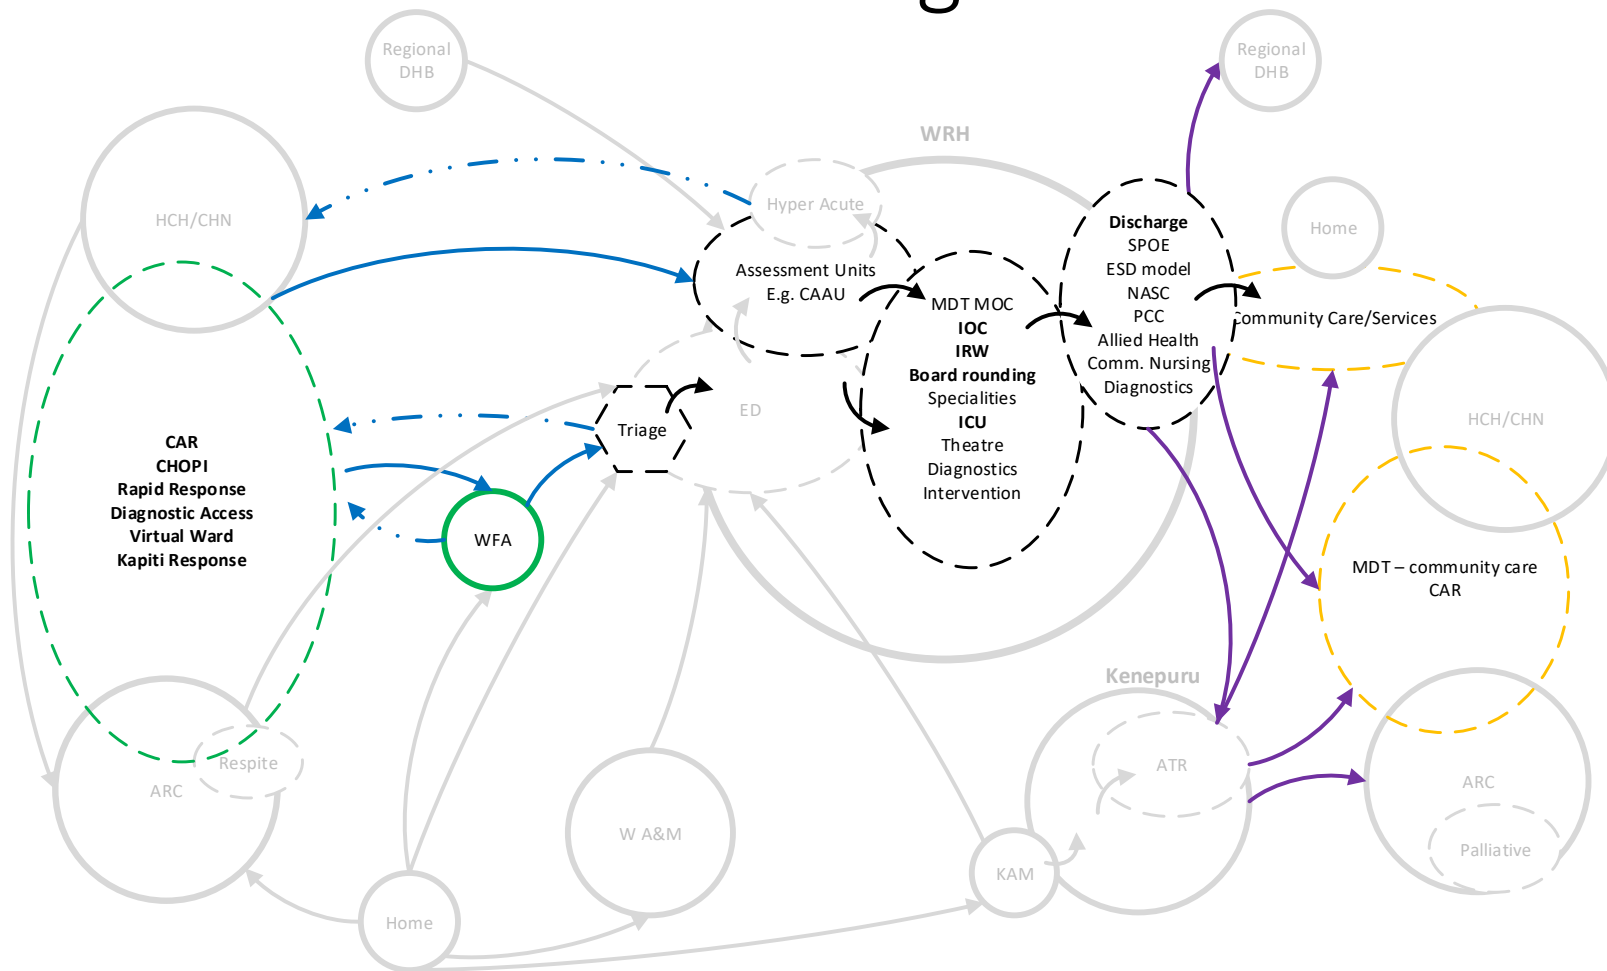 g
Regional
DHB
Regional
DHB
WRH
HCH/CHN
Hyper Acute
Discharge
SPOE
ESD model
NASC
PCC
Allied Health
Comm. Nursing
Diagnostics
Home
Assessment Units
E.g. CAAU
MDT MOC
IOC
IRW
Board rounding
Specialities
ICU
Theatre
Diagnostics
Intervention
Community Care/Services
HCH/CHN
ED
Triage
CAR
CHOPI
Rapid Response
Diagnostic Access
Virtual Ward
Kapiti Response
WFA
MDT – community care
CAR
Kenepuru
Respite
ARC
ATR
ARC
W A&M
Palliative
KAM
Home